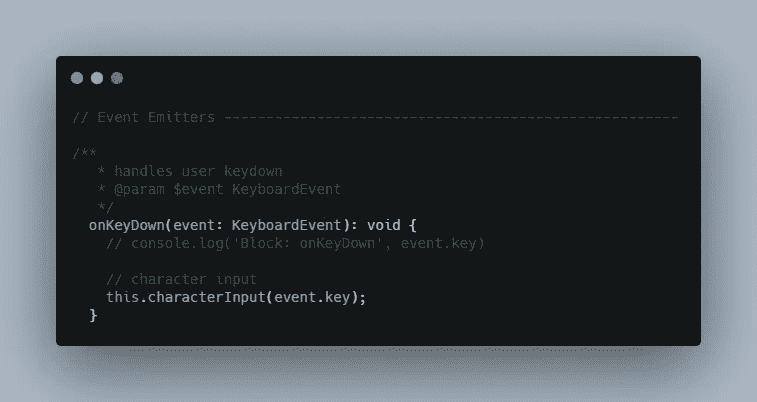 // Event Emitters ------------------------------------------------------
/**
* handles user keydown
* @param $event KeyboardEvent
*/
onKeyDown(event: KeyboardEvent): void {
// console.log('Block: onKeyDown', event.key)
// character input
this.characterInput(event.key);
}